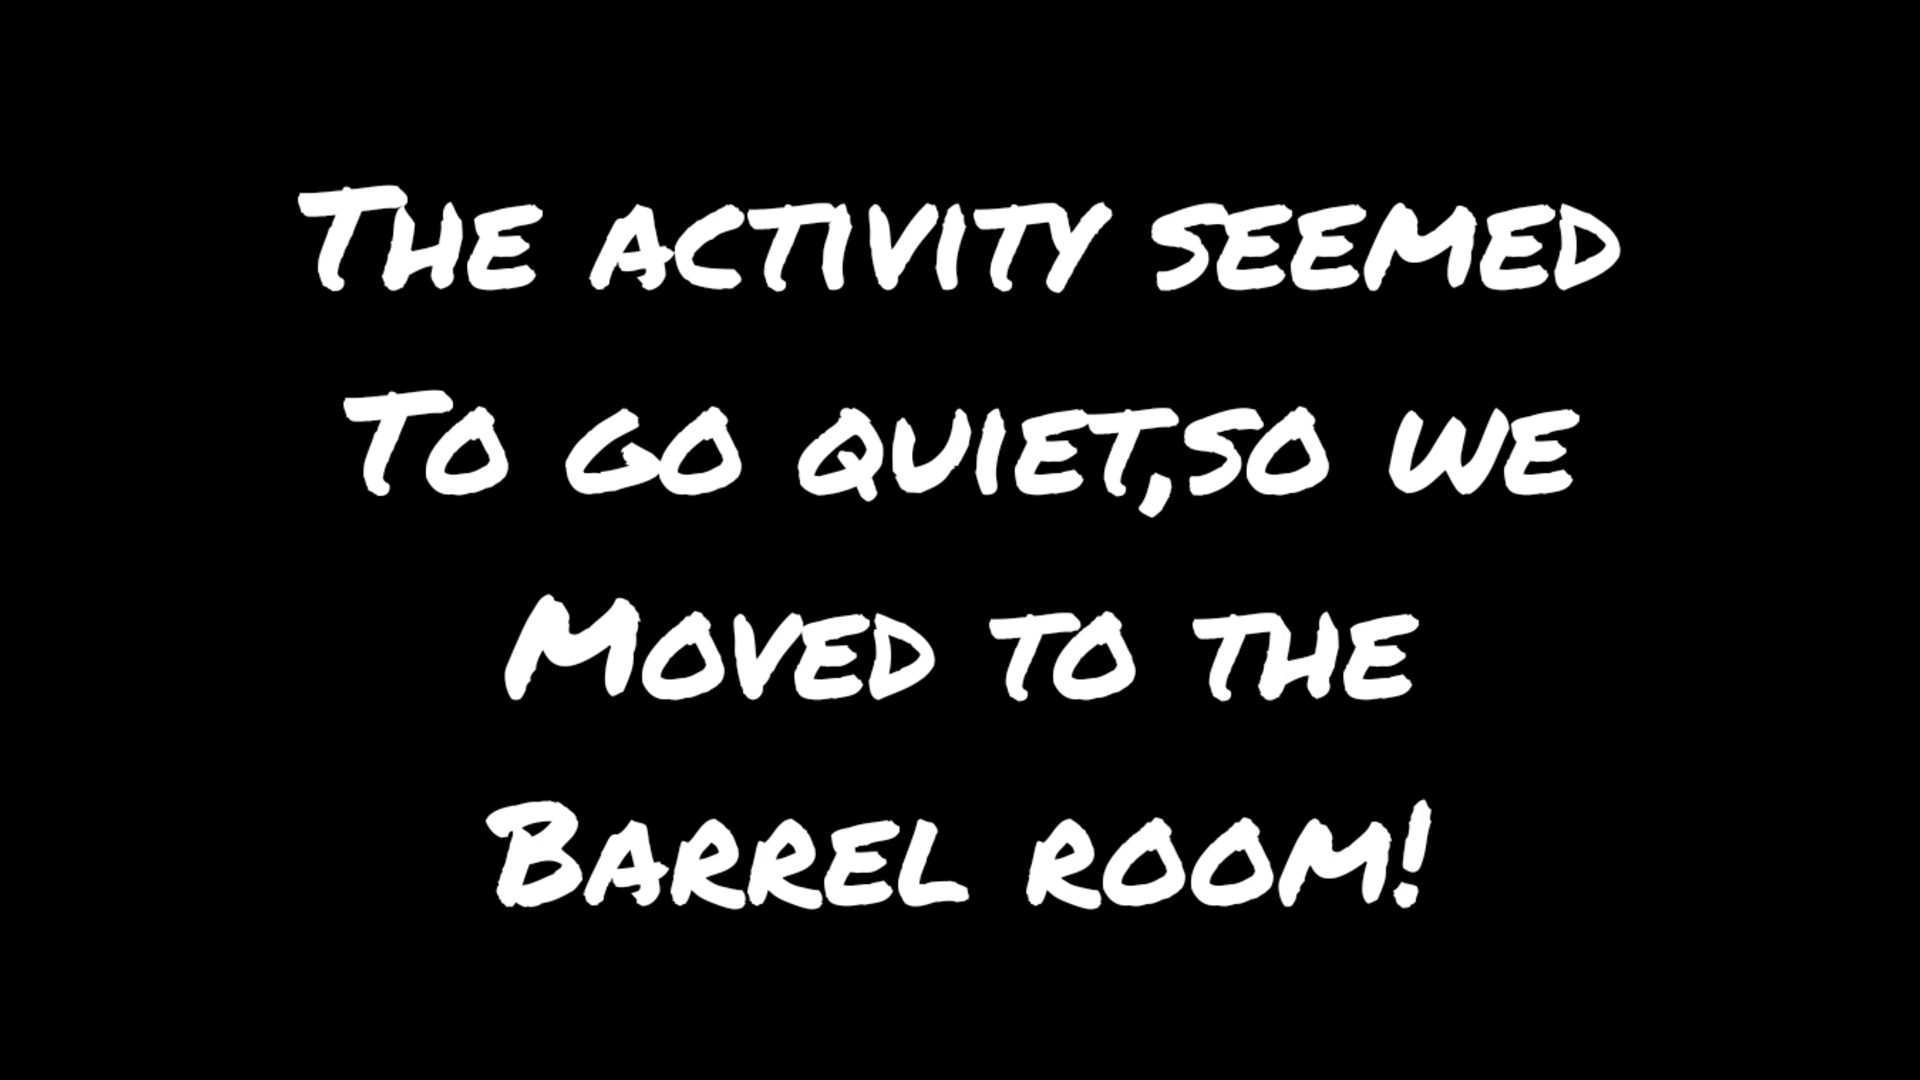 The activity seemed
To go quiet,so we
Moved to the
Barrel room!